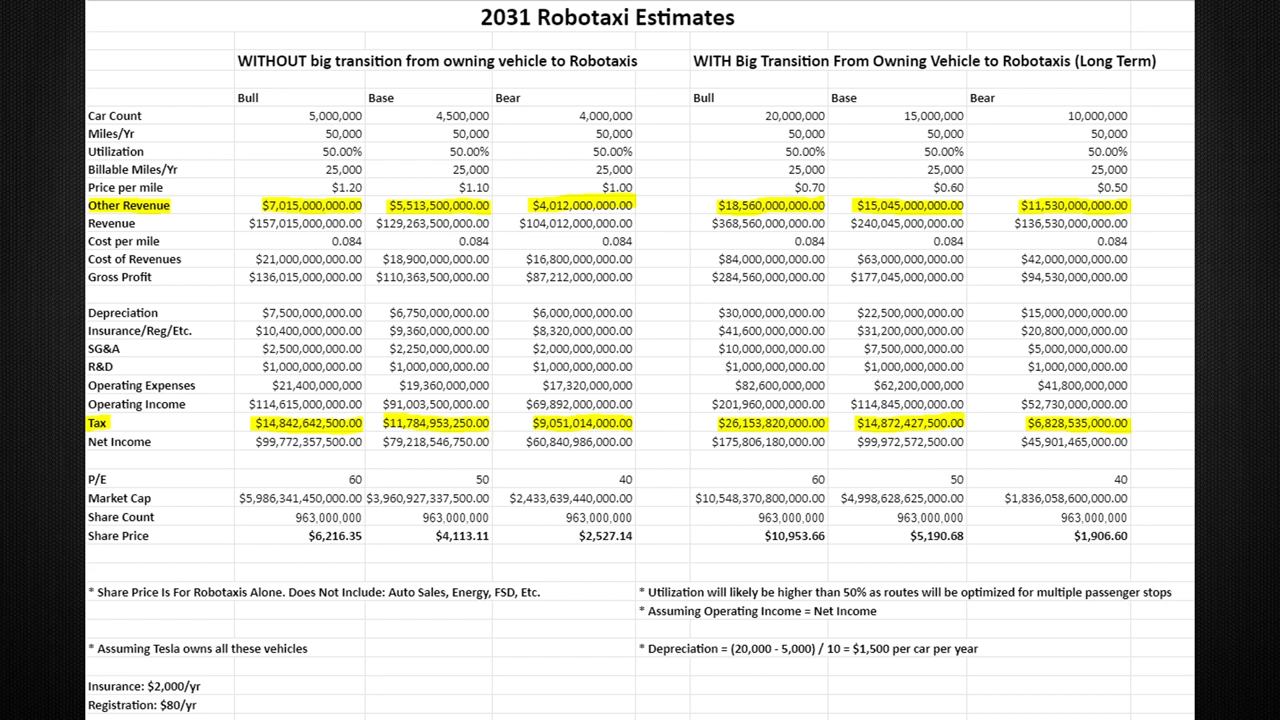 2031 Robotaxi Estimates
WITHOUT big transition from owning vehicle to Robotaxis WITH Big Transition From Owning Vehicle to Robotaxis (Long Term)
Bull Base Bear Bull Base Bear
Car Count 5,000,000 4,500,000 4,000,000 20,000,000 15,000,000 10,000,000
Miles/Yr 50,000 50,000 50,000 50,000 50,000 50,000
Utilization 50.00% 50.00% 50.00% 50.00% 50.00% 50.00%
Billable Miles/Yr 25,000 25,000 25,000 25,000 25,000 25,000
Price per mile $1.20 $1.10 $1.00 $0.70 $0.60 $0.50
Other Revenue $7,015,000,000.00 $5,513,500,000.00 $4,012,000,000.00 $18,560,000,000.00 $15,045,000,000.00 $11,530,000,000.00
Revenue $157,015,000,000.00 $129,263,500,000.00 $104,012,000,000.00 $368,560,000,000.00 $240,045,000,000.00 $136,530,000,000.00
Cost per mile 0.084 0.084 0.084 0.084 0.084 0.084
Cost of Revenues $21,000,000,000.00 $18,900,000,000.00 $16,800,000,000.00 $84,000,000,000.00 $63,000,000,000.00 $42,000,000,000.00
Gross Profit $136,015,000,000.00 $110,363,500,000.00 $87,212,000,000.00 $284,560,000,000.00 $177,045,000,000.00 $94,530,000,000.00
Depreciation $7,500,000,000.00 $6,750,000,000.00 $6,000,000,000.00 $30,000,000,000.00 $22,500,000,000.00 $15,000,000,000.00
Insurance/Reg/Etc. $10,400,000,000.00 $9,360,000,000.00 $8,320,000,000.00 $41,600,000,000.00 $31,200,000,000.00 $20,800,000,000.00
SG&A $2,500,000,000.00 $2,250,000,000.00 $2,000,000,000.00 $10,000,000,000.00 $7,500,000,000.00 $5,000,000,000.00
R&D $1,000,000,000.00 $1,000,000,000.00 $1,000,000,000.00 $1,000,000,000.00 $1,000,000,000.00 $1,000,000,000.00
Operating Expenses $21,400,000,000 $19,360,000,000 $17,320,000,000 $82,600,000,000 $62,200,000,000 $41,800,000,000
Operating Income $114,615,000,000.00 $91,003,500,000.00 $69,892,000,000.00 $201,960,000,000.00 $114,845,000,000.00 $52,730,000,000.00
Tax $14,842,642,500.00 $11,784,953,250.00 $9,051,014,000.00 $26,153,820,000.00 $14,872,427,500.00 $6,828,535,000.00
Net Income $99,772,357,500.00 $79,218,546,750.00 $60,840,986,000.00 $175,806,180,000.00 $99,972,572,500.00 $45,901,465,000.00
P/E 60 50 40 60 50 40
Market Cap $5,986,341,450,000.00 $3,960,927,337,500.00 $2,433,639,440,000.00 $10,548,370,800,000.00 $4,998,628,625,000.00 $1,836,058,600,000.00
Share Count 963,000,000 963,000,000 963,000,000 963,000,000 963,000,000 963,000,000
Share Price $6,216.35 $4,113.11 $2,527.14 $10,953.66 $5,190.68 $1,906.60
* Share Price Is For Robotaxis Alone. Does Not Include: Auto Sales, Energy, FSD, Etc. * Utilization will likely be higher than 50% as routes will be optimized for multiple passenger stops
* Assuming Operating Income = Net Income
* Assuming Tesla owns all these vehicles * Depreciation = (20,000 - 5,000) / 10 = $1,500 per car per year
Insurance: $2,000/yr
Registration: $80/yr